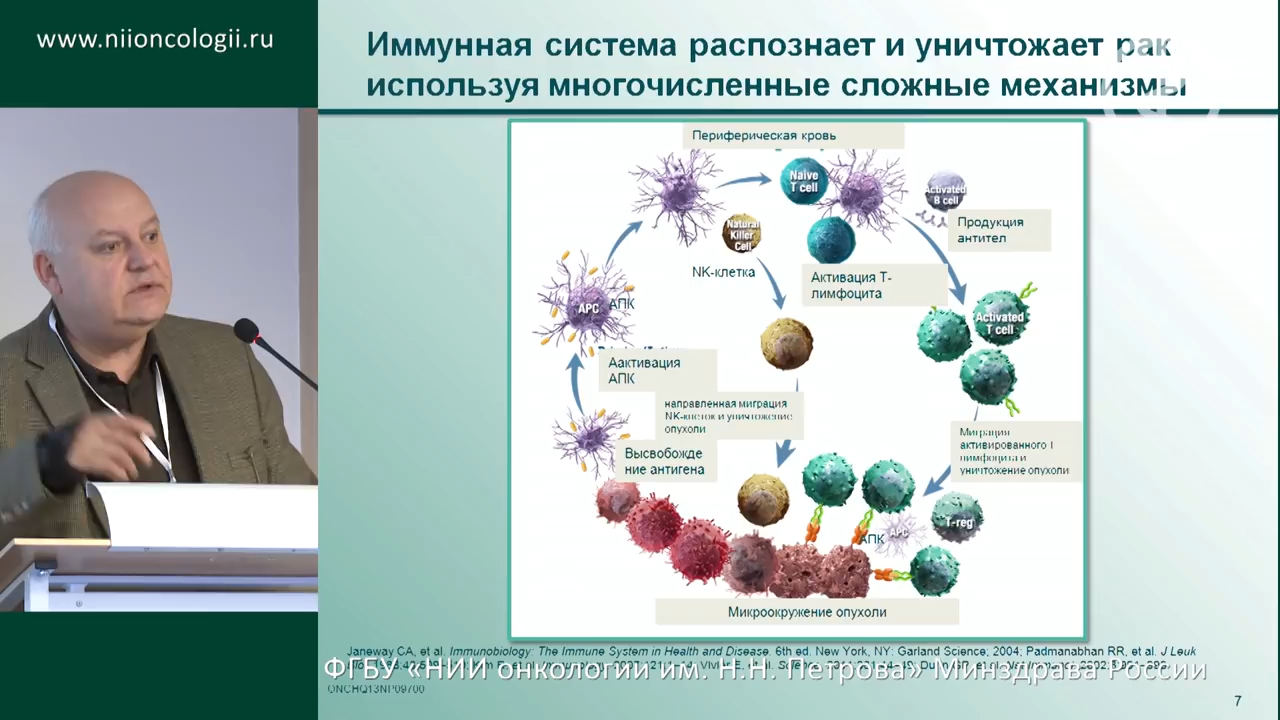 www.niioncologii.ru
Иммунная система распознает и уничтожает рак
используя многочисленные сложные механизмы
Периферическая кровь
Naive
T cell
Activated
B cell
Продукция
антител
Natural
Killer
Cell
NK-клетка
Активация Т-
лимфоцита
APC
АПК
Activated
T cell
Аактивация
АПК
направленная миграция
NK-клеток и уничтожение
опухоли
Высвобожде
ние антигена
Миграция
активированного Т
лимфоцита и
уничтожение опухоли
T-reg
APC
АПК
Микроокружение опухоли
Janeway CA, et al. Immunobiology: The Immune System in Health and Disease. 6th ed. New York, NY: Garland Science; 2004; Padmanabhan RR, et al. J Leuk
ФГБУ «НИИ онкологии им. Н.Н. Петрова» Минздрава России
ONCHQ13NP09700
7